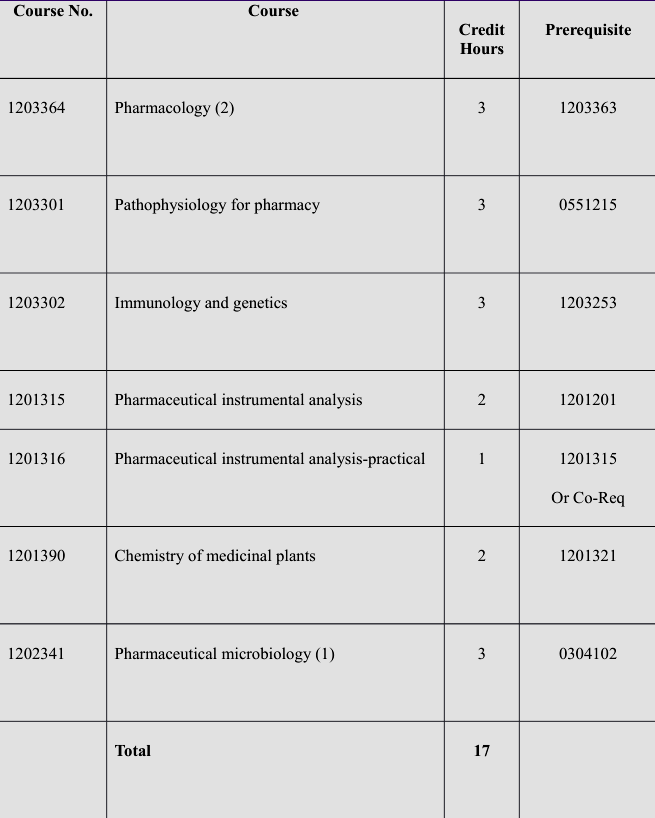 Course No. Course Credit Hours Prerequisite
1203364 Pharmacology (2) 3 1203363
1203301 Pathophysiology for pharmacy 3 0551215
1203302 Immunology and genetics 3 1203253
1201315 Pharmaceutical instrumental analysis 2 1201201
1201316 Pharmaceutical instrumental analysis-practical 1 1201315
Or Co-Req
1201390 Chemistry of medicinal plants 2 1201321
1202341 Pharmaceutical microbiology (1) 3 0304102
Total 17